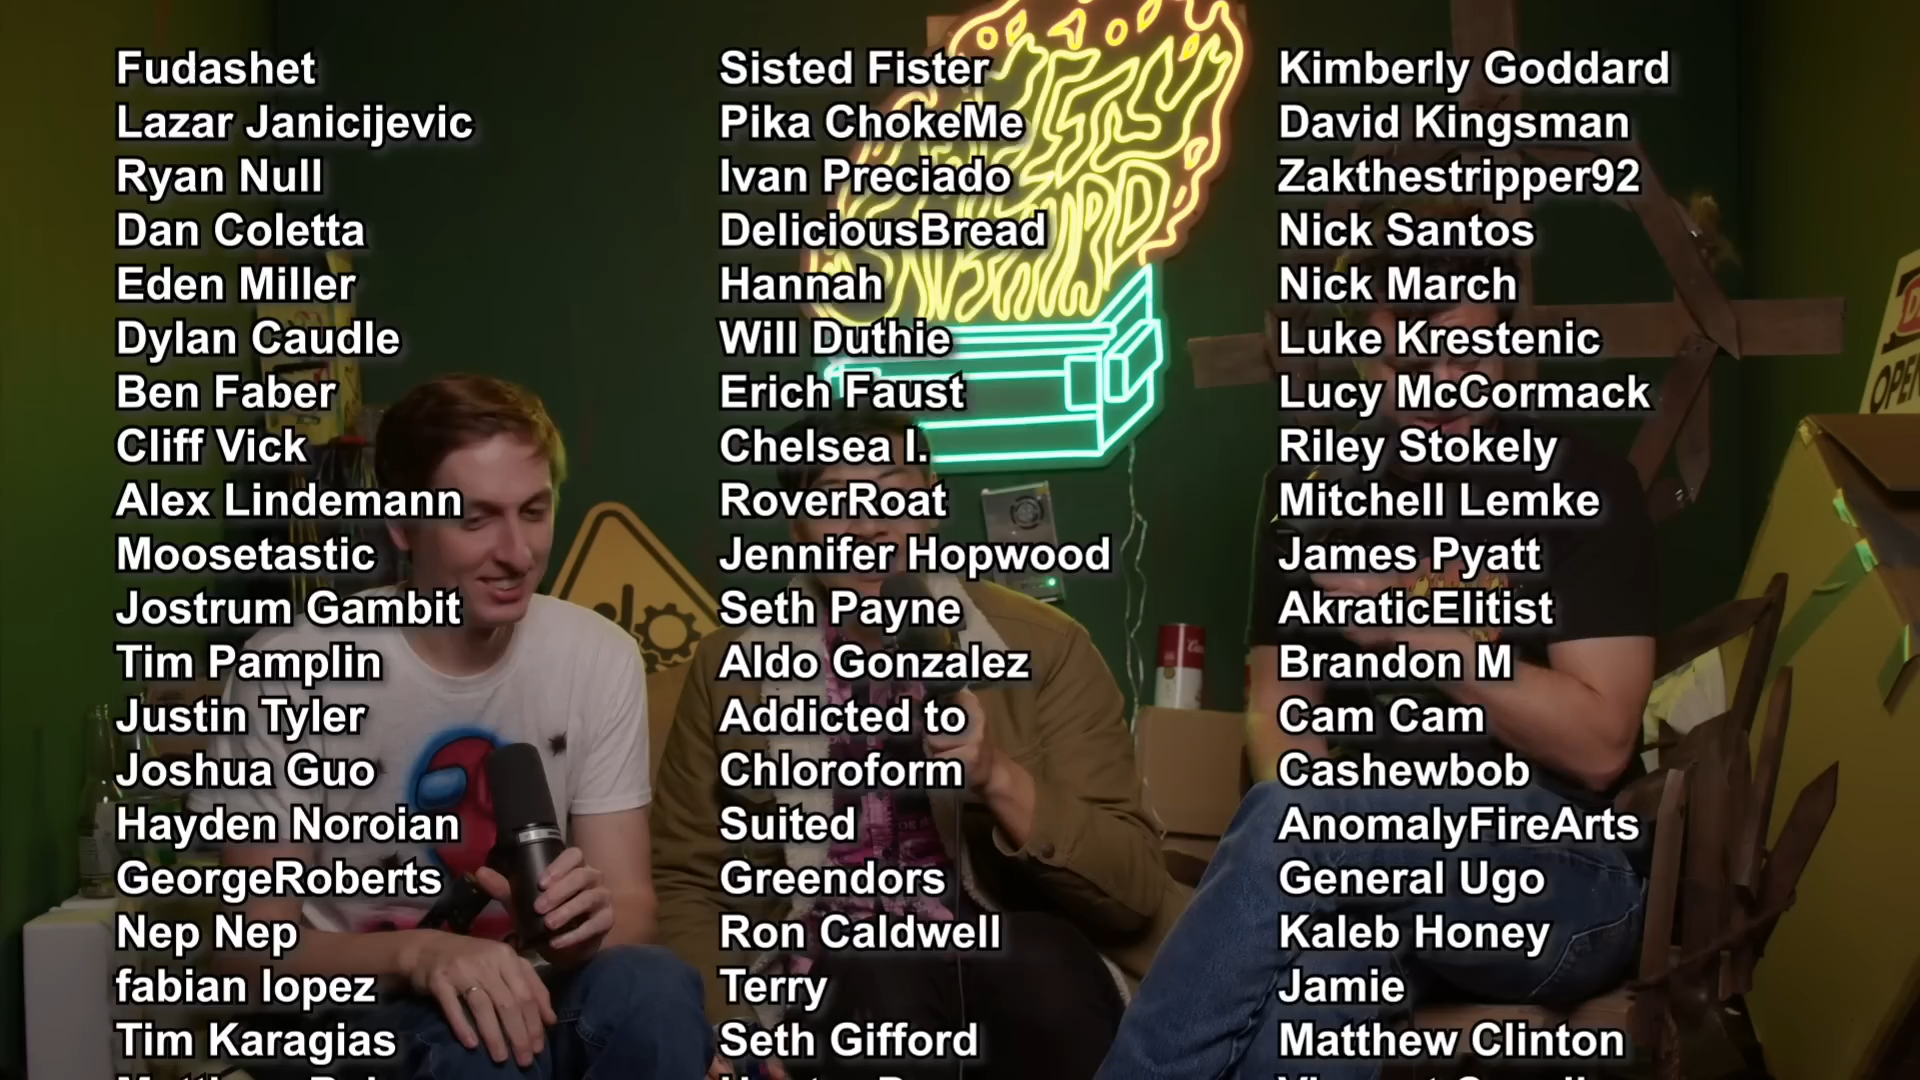 Fudashet
Lazar Janicijevic
Ryan Null
Dan Coletta
Eden Miller
Dylan Caudle
Ben Faber
Cliff Vick
Alex Lindemann
Moosetastic
Jostrum Gambit
Tim Pamplin
Justin Tyler
Joshua Guo
Hayden Noroian
GeorgeRoberts
Nep Nep
fabian lopez
Tim Karagias
Sisted Fister
Pika ChokeMe
Ivan Preciado
DeliciousBread
Hannah
Will Duthie
Erich Faust
Chelsea I.
RoverRoat
Jennifer Hopwood
Seth Payne
Aldo Gonzalez
Addicted to
Chloroform
Suited
Greendors
Ron Caldwell
Terry
Seth Gifford
Kimberly Goddard
David Kingsman
Zakthestripper92
Nick Santos
Nick March
Luke Krestenic
Lucy McCormack
Riley Stokely
Mitchell Lemke
James Pyatt
AkraticElitist
Brandon M
Cam Cam
Cashewbob
AnomalyFireArts
General Ugo
Kaleb Honey
Jamie
Matthew Clinton